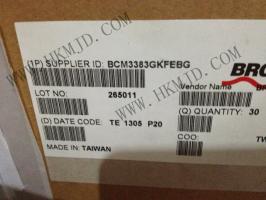 (1P) SUPPLIER ID: BCM3383GKFEBG
BRO
LOT NO:
265011
Vendor Name
(Q) QUANTITY: 30
(D) DATE CODE: TE 1305 P20
COO: TW
MADE IN: TAIWAN
WWW.HKMJD.COM
WWW.HKMJD.COM